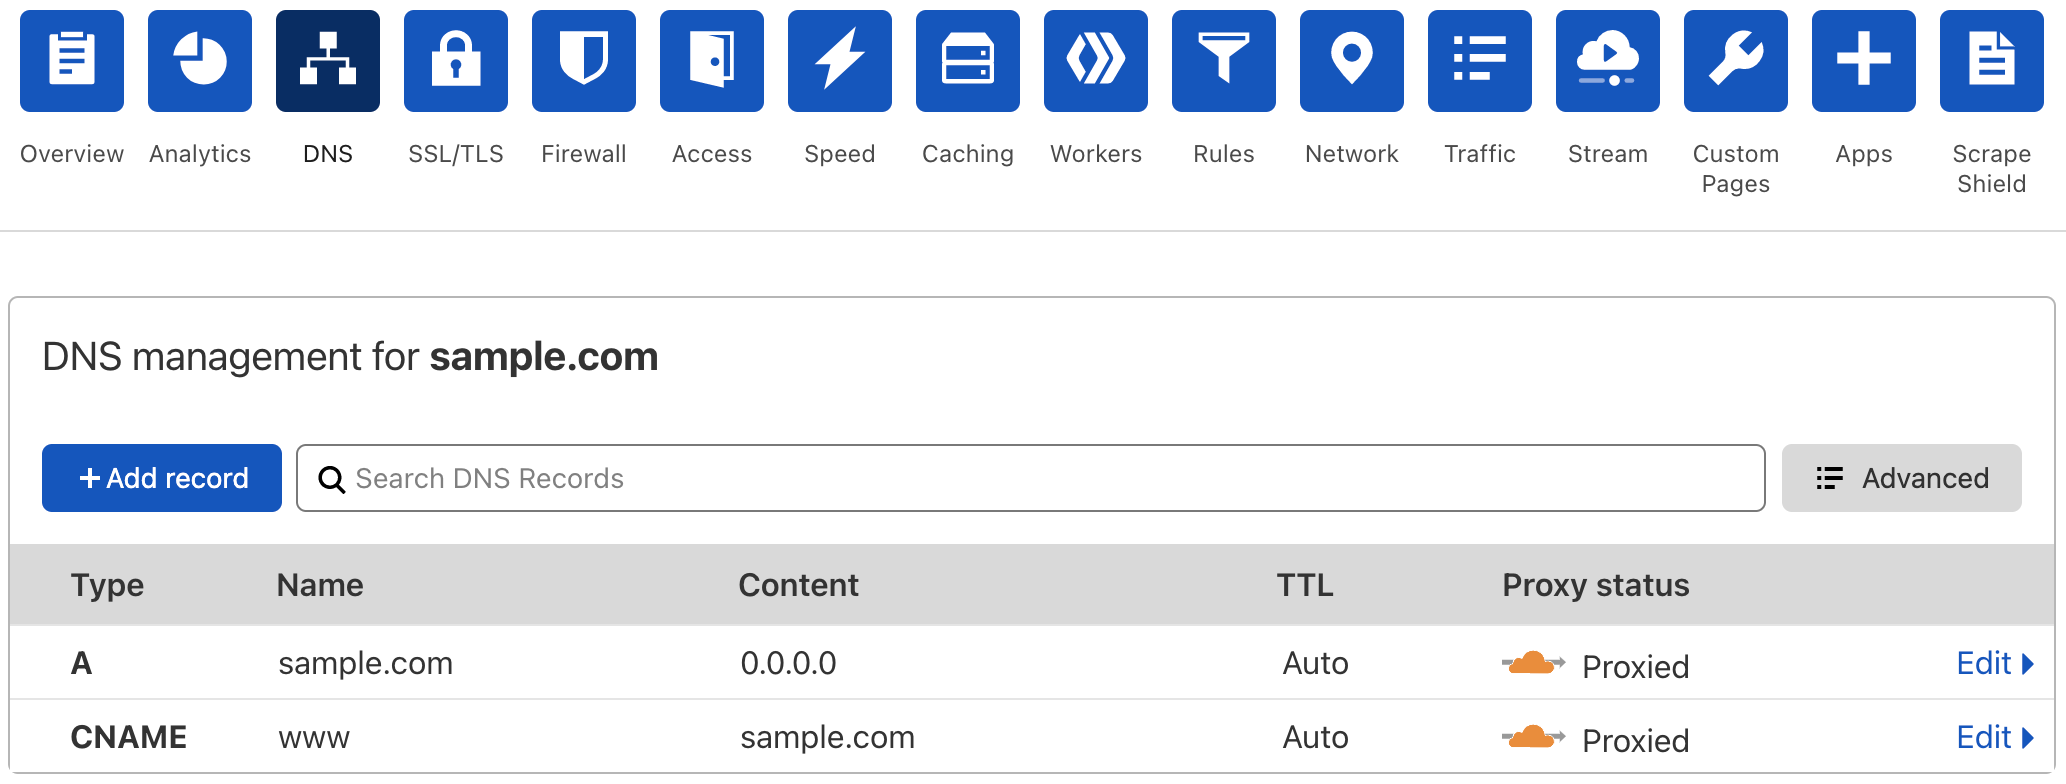 Overview Analytics DNS SSL/TLS Firewall Access Speed Caching Workers Rules Network Traffic Stream Custom Pages Apps Scrape Shield
DNS management for sample.com
+ Add record Search DNS Records Advanced
Type Name Content TTL Proxy status
A sample.com 0.0.0.0 Auto Proxied Edit
CNAME www sample.com Auto Proxied Edit